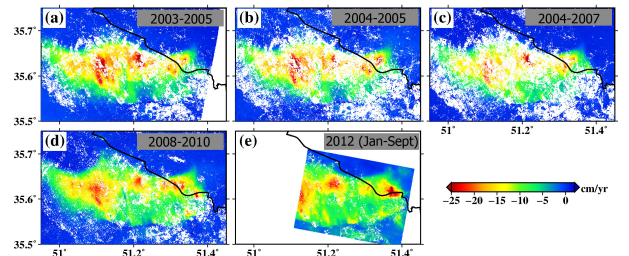 (a) 2003-2005
(b) 2004-2005
(c) 2004-2007
35.7°
35.6°
35.5°
51° 51.2° 51.4°
(d) 2008-2010
(e) 2012 (Jan-Sept)
35.7°
35.6°
35.5°
51° 51.2° 51.4° 51° 51.2° 51.4°
cm/yr
−25 −20 −15 −10 −5 0